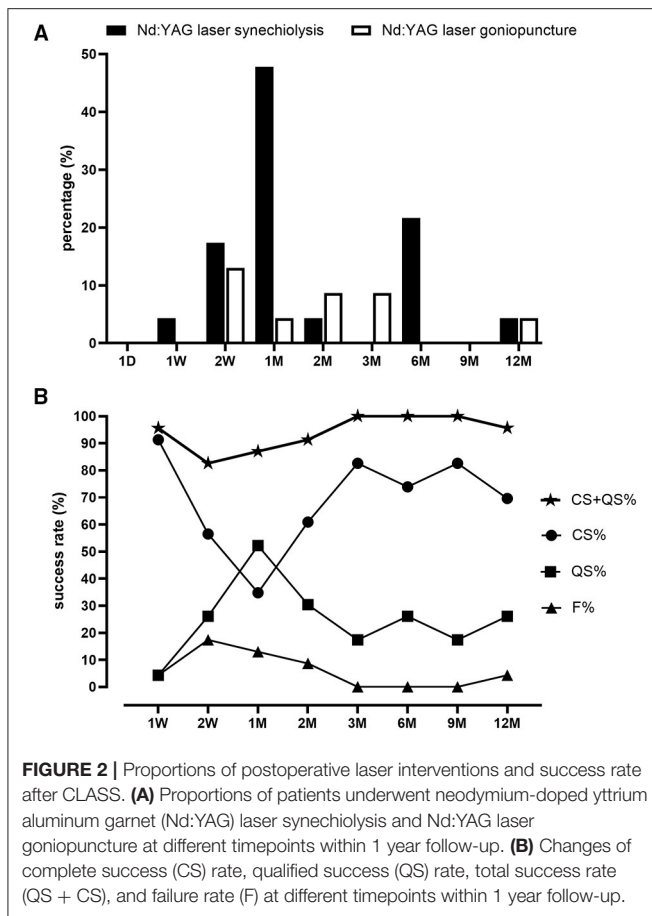 A
Nd:YAG laser synechiolysis Nd:YAG laser goniopuncture
50
40
30
20
10
0
percentage (%)
1D 1W 2W 1M 2M 3M 6M 9M 12M
B
100
90
80
70
60
50
40
30
20
10
0
success rate (%)
CS+QS%
CS%
QS%
F%
1W 2W 1M 2M 3M 6M 9M 12M
FIGURE 2 | Proportions of postoperative laser interventions and success rate
after CLASS. (A) Proportions of patients underwent neodymium-doped yttrium
aluminum garnet (Nd:YAG) laser synechiolysis and Nd:YAG laser
goniopuncture at different timepoints within 1 year follow-up. (B) Changes of
complete success (CS) rate, qualified success (QS) rate, total success rate
(QS + CS), and failure rate (F) at different timepoints within 1 year follow-up.